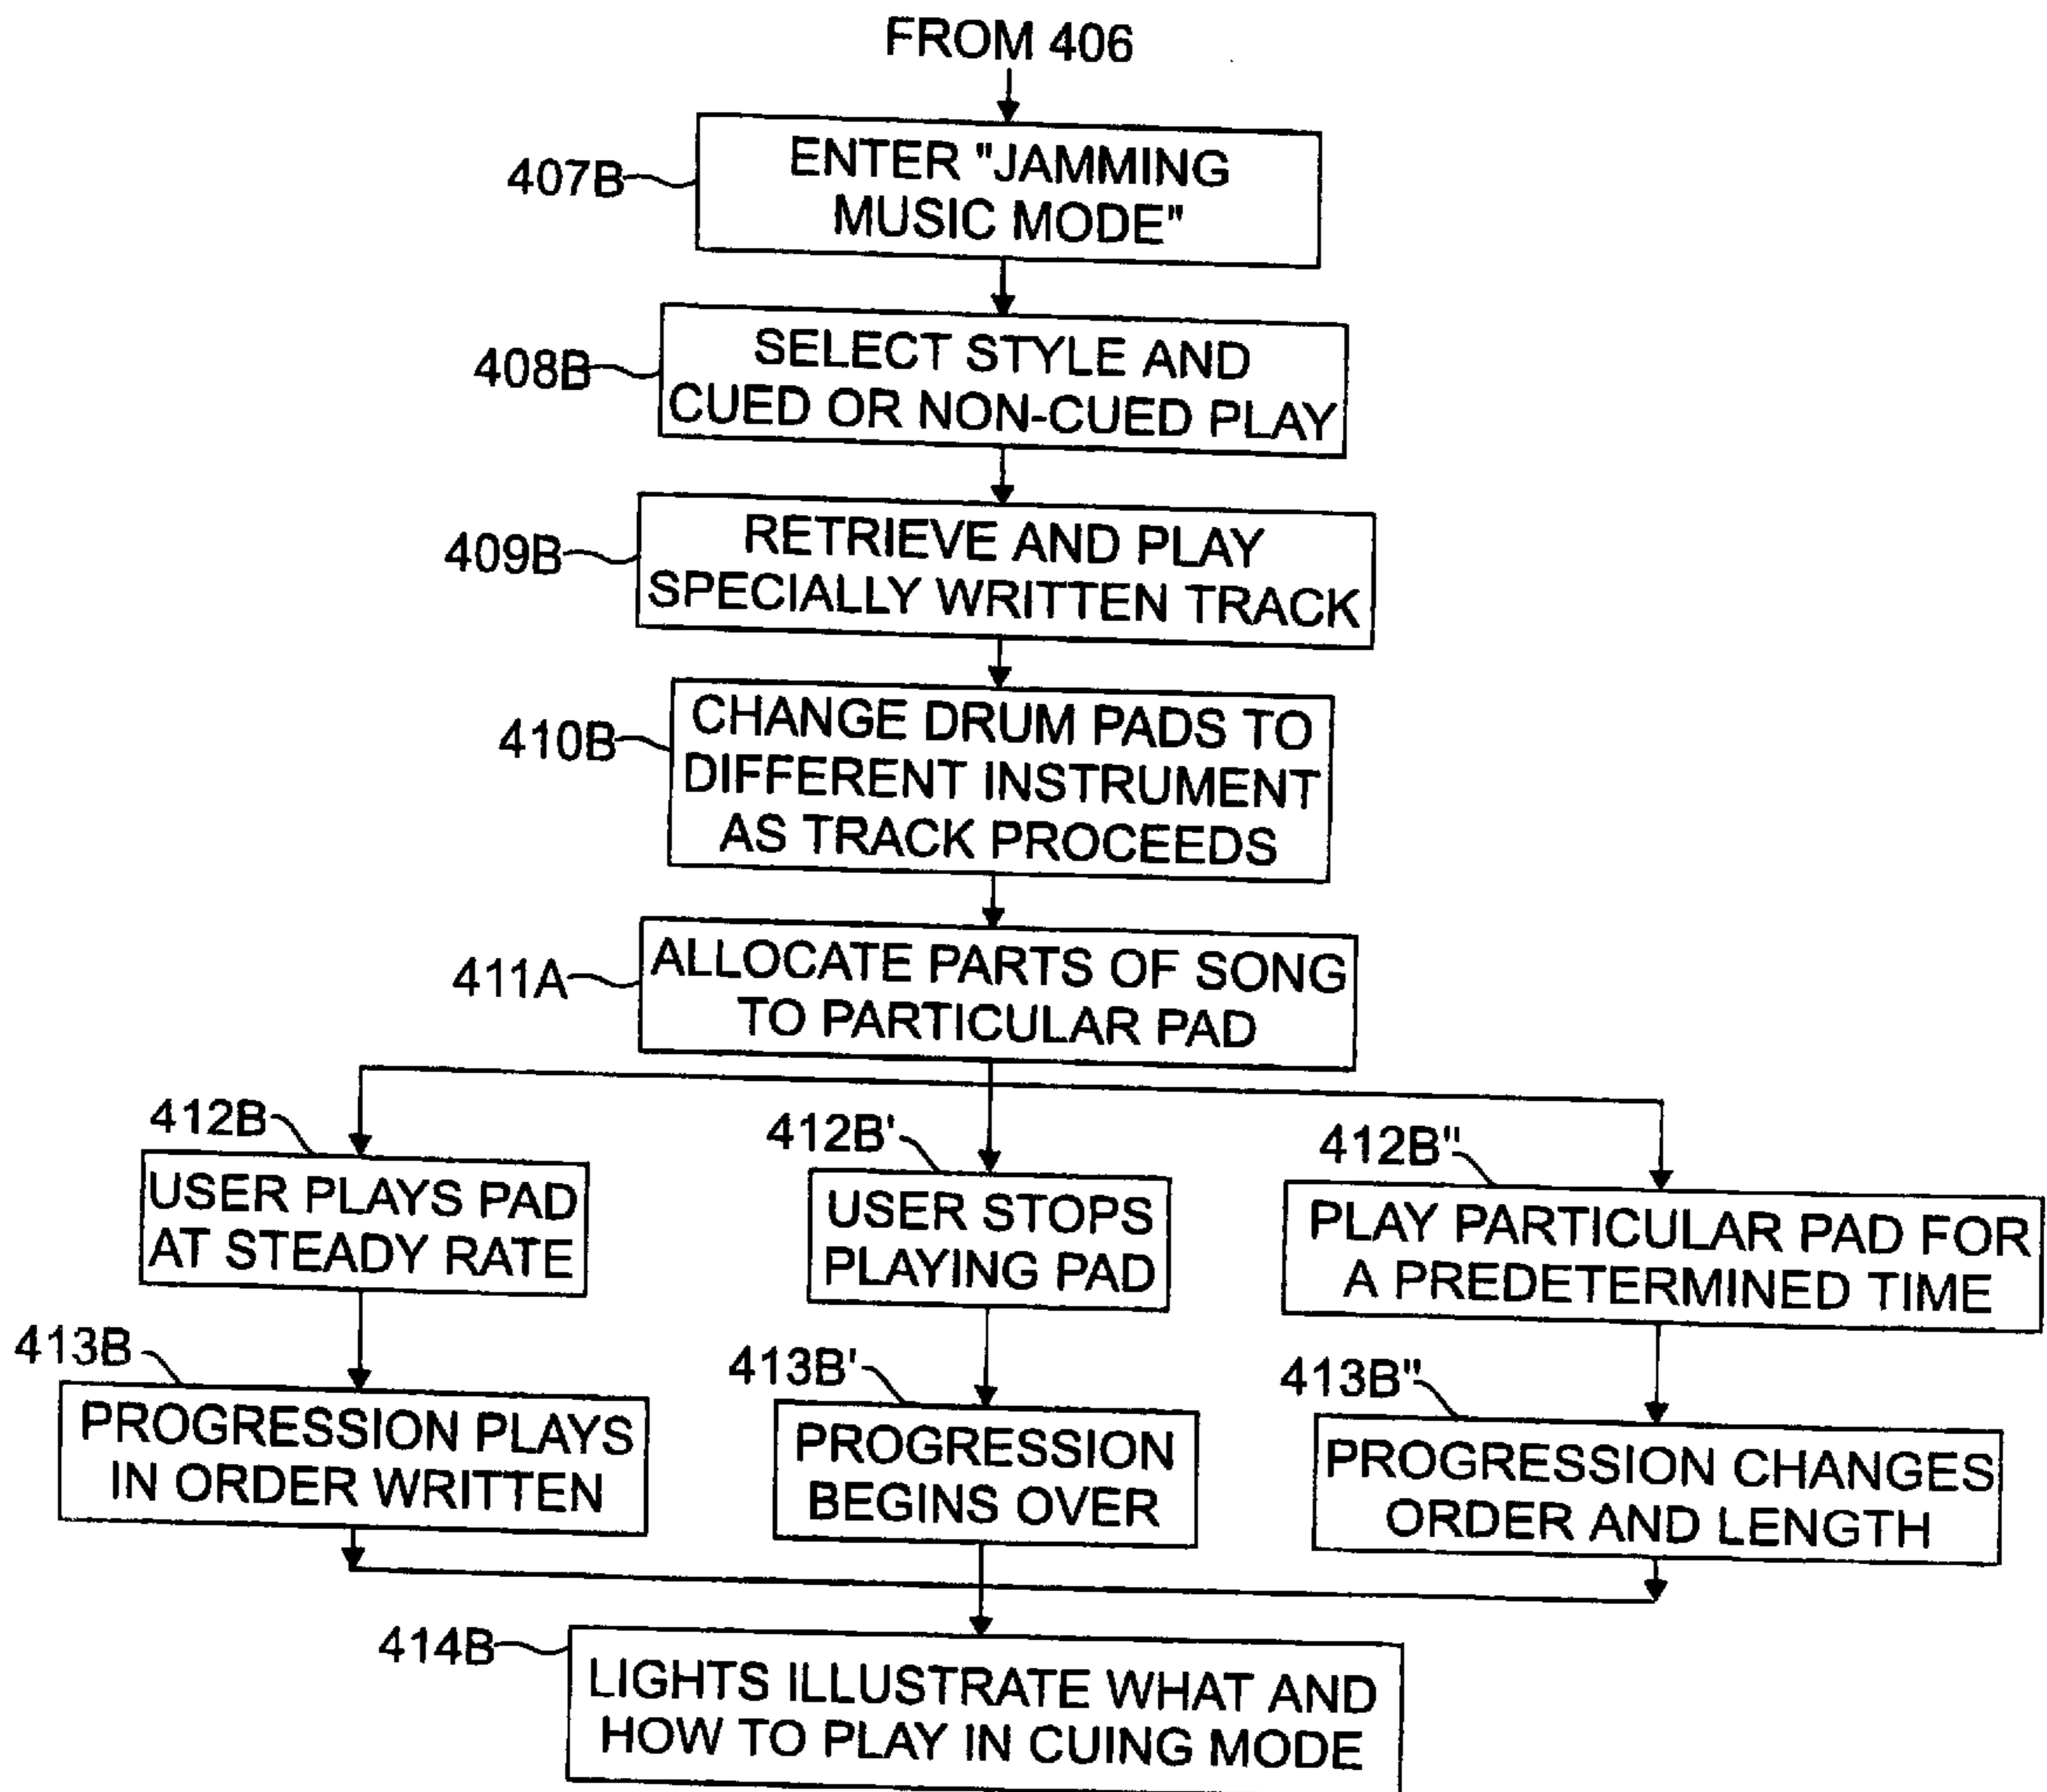 FROM 406
407B
ENTER "JAMMING
MUSIC MODE"
408B
SELECT STYLE AND
CUED OR NON-CUED PLAY
409B
RETRIEVE AND PLAY
SPECIALLY WRITTEN TRACK
410B
CHANGE DRUM PADS TO
DIFFERENT INSTRUMENT
AS TRACK PROCEEDS
411A
ALLOCATE PARTS OF SONG
TO PARTICULAR PAD
412B
USER PLAYS PAD
AT STEADY RATE
412B'
USER STOPS
PLAYING PAD
412B"
PLAY PARTICULAR PAD FOR
A PREDETERMINED TIME
413B
PROGRESSION PLAYS
IN ORDER WRITTEN
413B'
PROGRESSION
BEGINS OVER
413B"
PROGRESSION CHANGES
ORDER AND LENGTH
414B
LIGHTS ILLUSTRATE WHAT AND
HOW TO PLAY IN CUING MODE